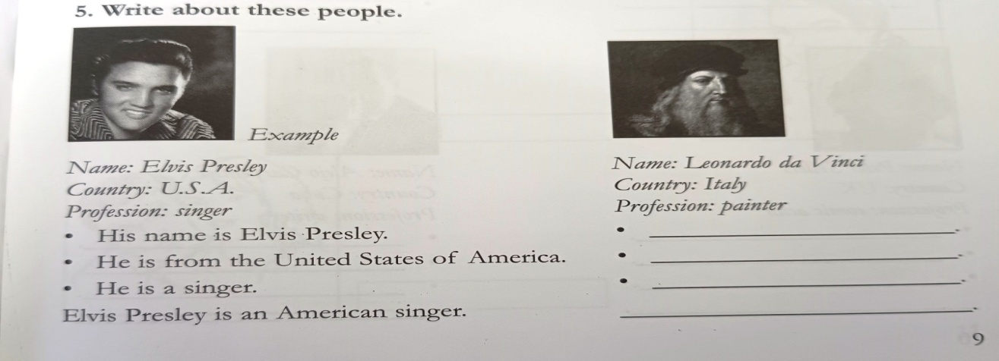 5. Write about these people.
Example
Name: Elvis Presley
Country: U.S.A.
Profession: singer
• His name is Elvis Presley.
• He is from the United States of America.
• He is a singer.
Elvis Presley is an American singer.
Name: Leonardo da Vinci
Country: Italy
Profession: painter
• ____________________.
• ____________________.
• ____________________.
____________________.
9